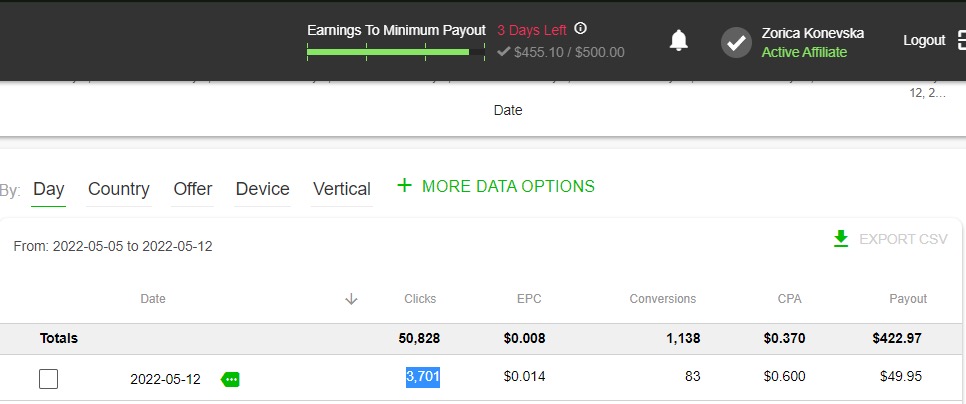 Earnings To Minimum Payout 3 Days Left
$455.10 / $500.00
Zorica Konevska
Active Affiliate
Logout
12, 2...
Date
By: Day Country Offer Device Vertical + MORE DATA OPTIONS
From: 2022-05-05 to 2022-05-12
EXPORT CSV
Date Clicks EPC Conversions CPA Payout
Totals 50,828 $0.008 1,138 $0.370 $422.97
2022-05-12 3,701 $0.014 83 $0.600 $49.95